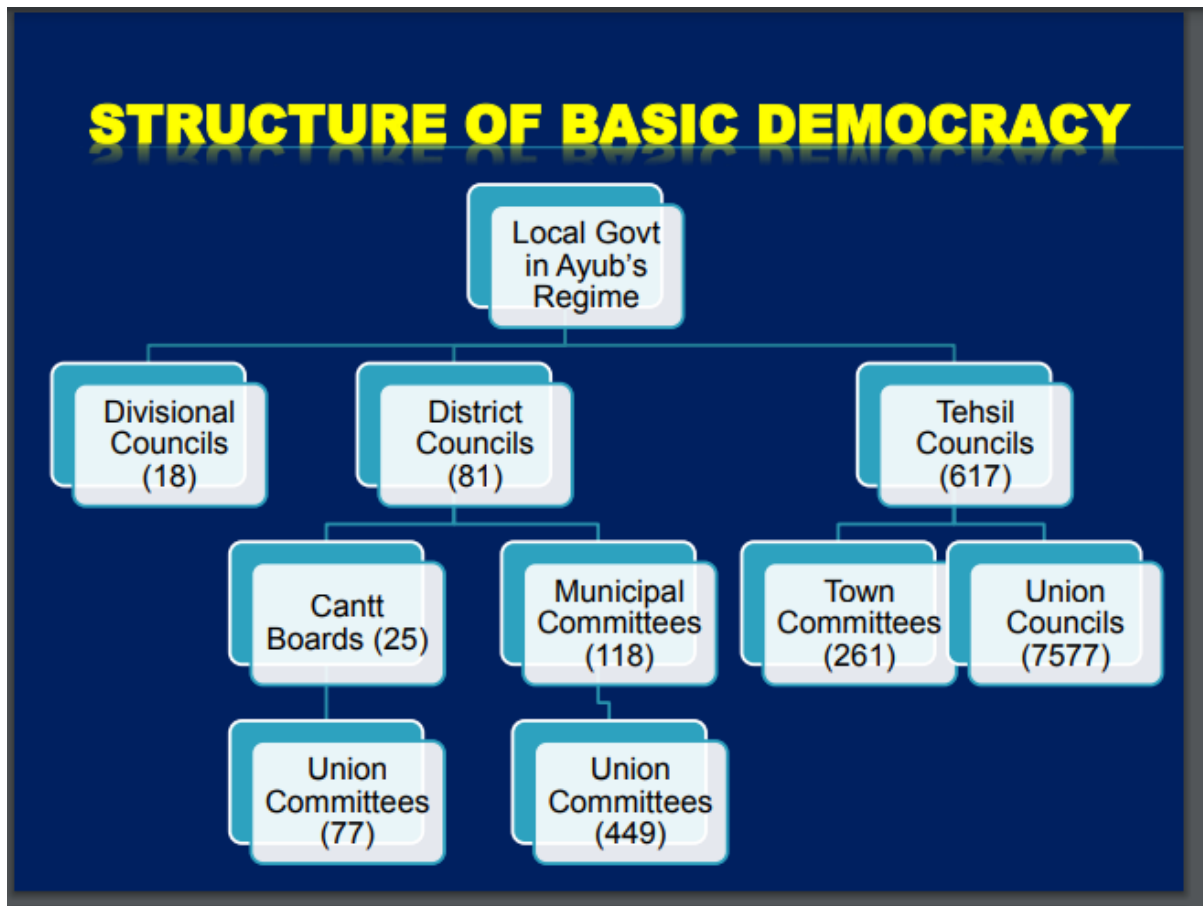 STRUCTURE OF BASIC DEMOCRACY
Local Govt
in Ayub's
Regime
Divisional
Councils
(18)
District
Councils
(81)
Tehsil
Councils
(617)
Cantt
Boards (25)
Municipal
Committees
(118)
Town
Committees
(261)
Union
Councils
(7577)
Union
Committees
(77)
Union
Committees
(449)